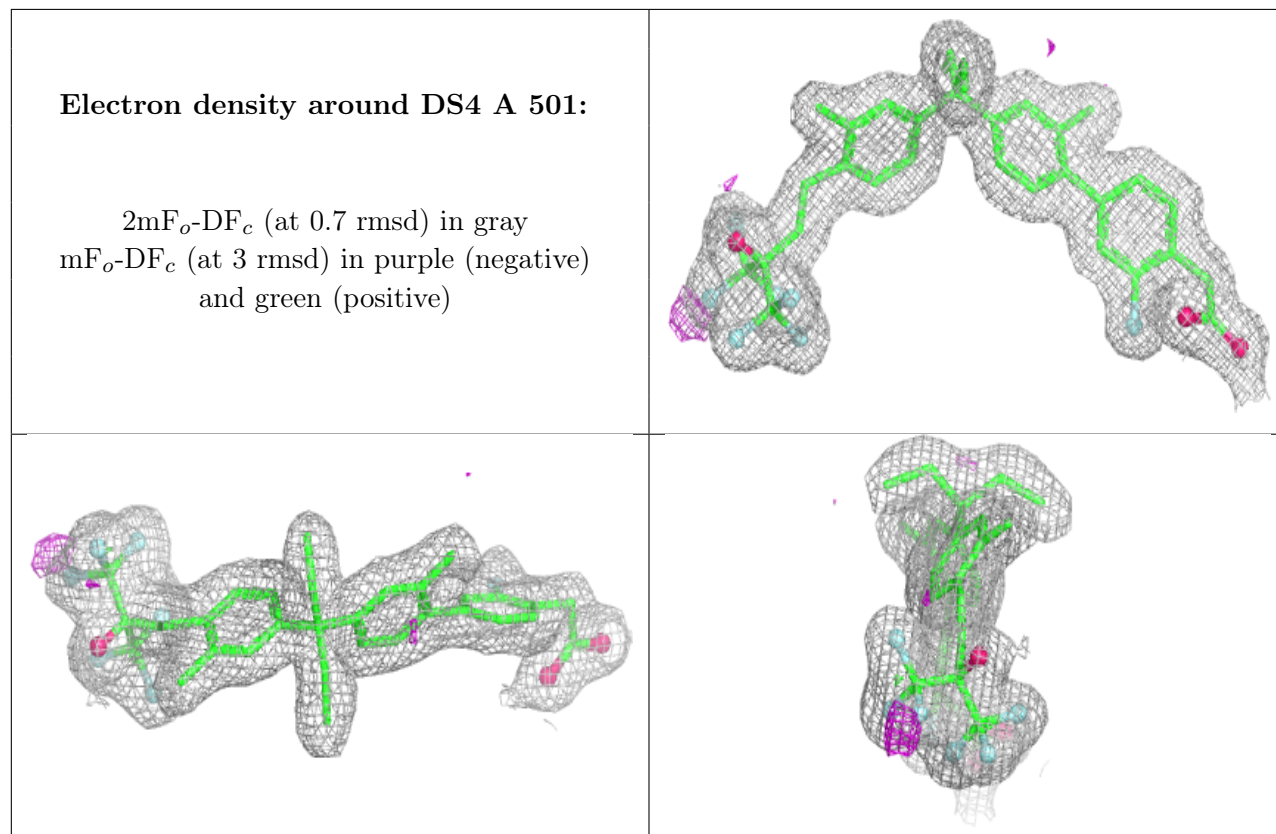 Electron density around DS4 A 501:
2mFo-DFc (at 0.7 rmsd) in gray
mFo-DFc (at 3 rmsd) in purple (negative)
and green (positive)